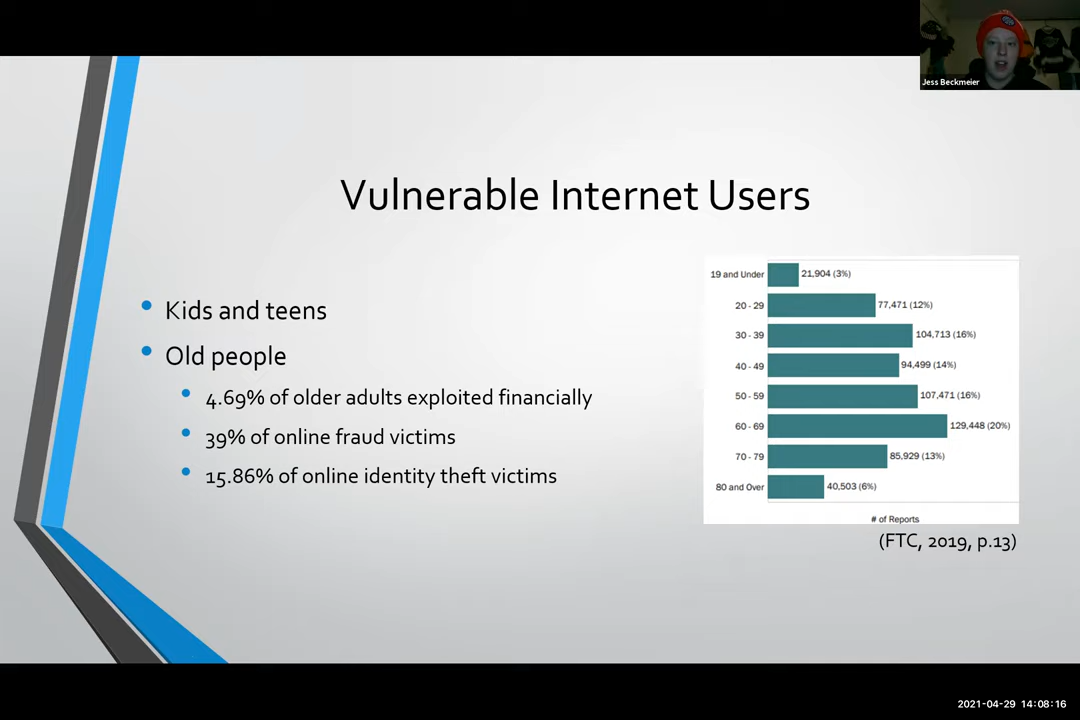 Jess Beckmeier
Vulnerable Internet Users
Kids and teens
Old people
4.69% of older adults exploited financially
39% of online fraud victims
15.86% of online identity theft victims
19 and Under 21,904 (3%)
20 - 29 77,471 (12%)
30 - 39 104,713 (16%)
40 - 49 94,499 (14%)
50 - 59 107,471 (16%)
60 - 69 129,448 (20%)
70 - 79 85,929 (13%)
80 and Over 40,503 (6%)
# of Reports
(FTC, 2019, p.13)
2021-04-29 14:08:16